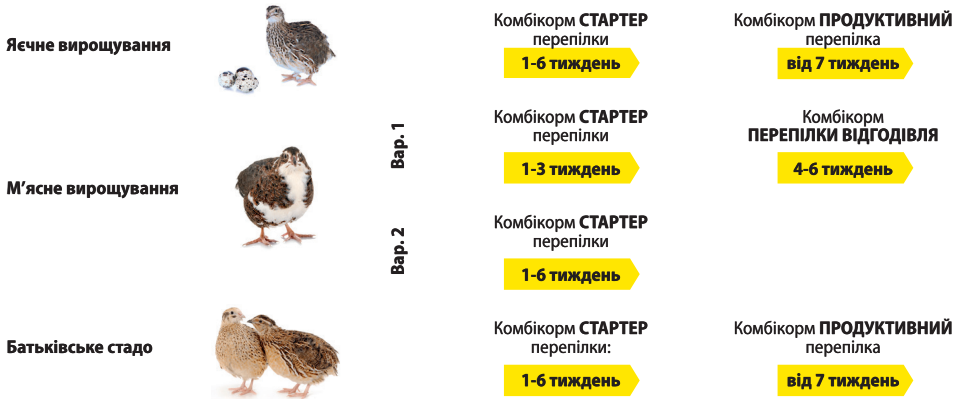 Яєчне вирощування
Комбікорм СТАРТЕР
перепілки
1-6 тиждень
Комбікорм ПРОДУКТИВНИЙ
перепілка
від 7 тиждень
М’ясне вирощування
Вар. 1
Комбікорм СТАРТЕР
перепілки
1-3 тиждень
Комбікорм
ПЕРЕПІЛКИ ВІДГОДІВЛЯ
4-6 тиждень
Вар. 2
Комбікорм СТАРТЕР
перепілки
1-6 тиждень
Батьківське стадо
Комбікорм СТАРТЕР
перепілки:
1-6 тиждень
Комбікорм ПРОДУКТИВНИЙ
перепілка
від 7 тиждень